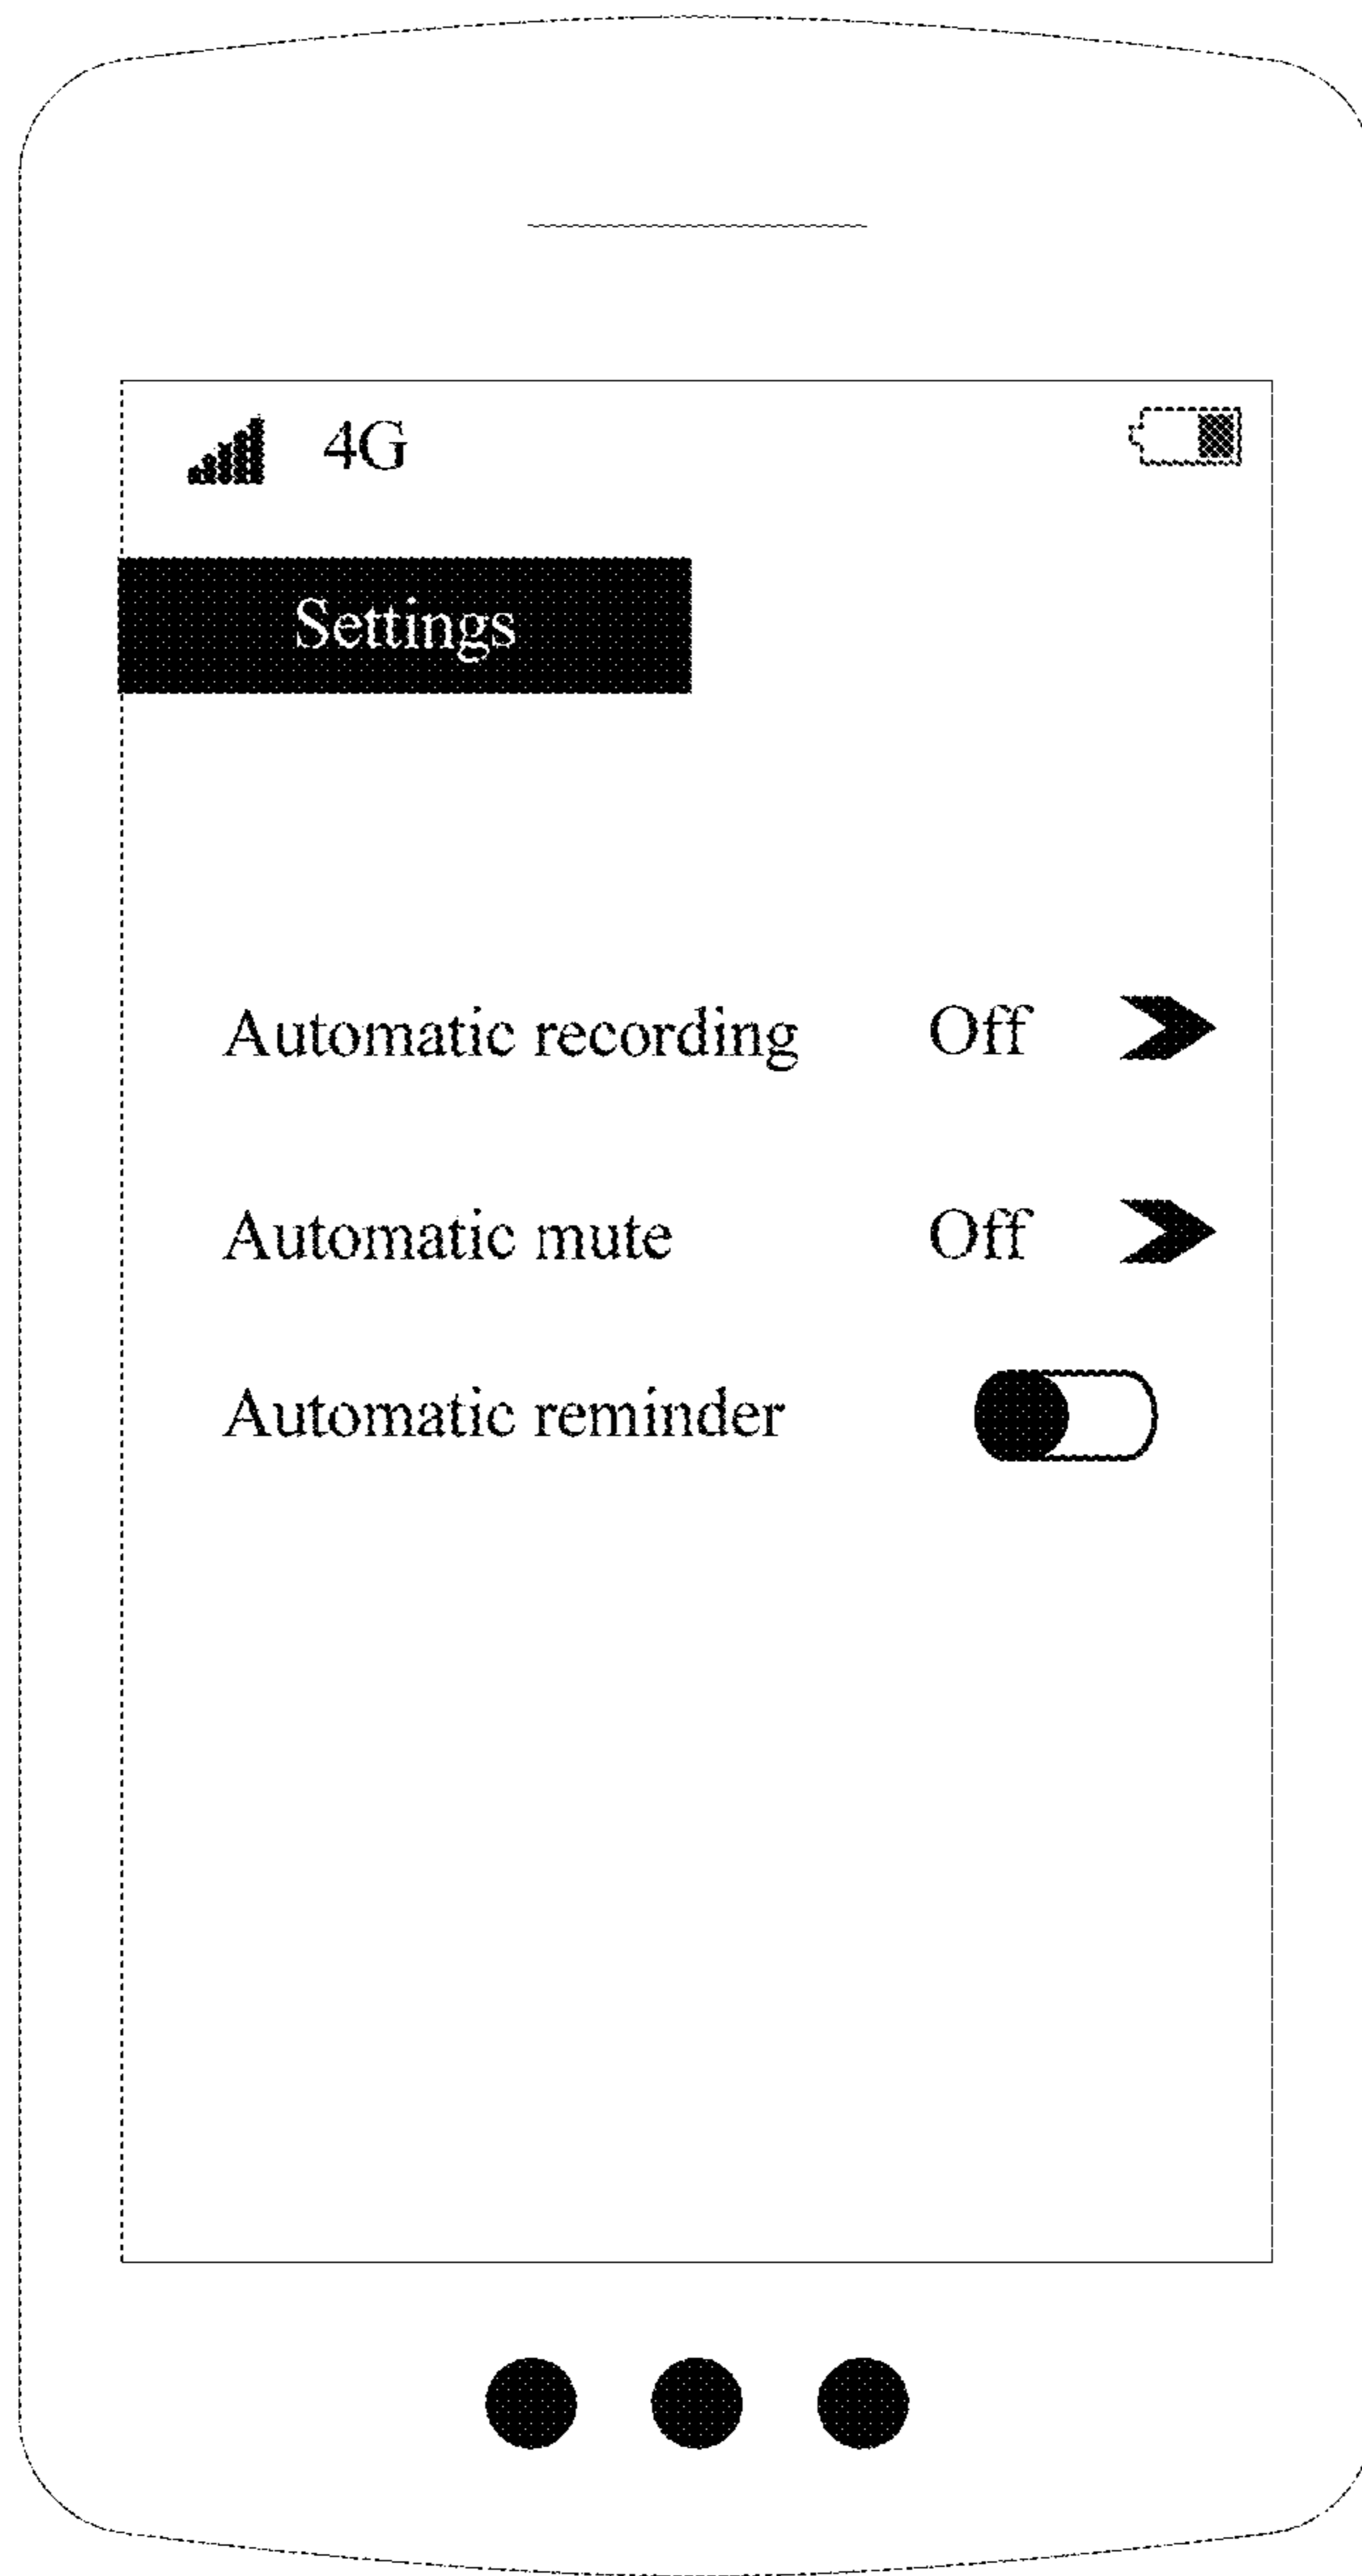 4G
Settings
Automatic recording Off
Automatic mute Off
Automatic reminder